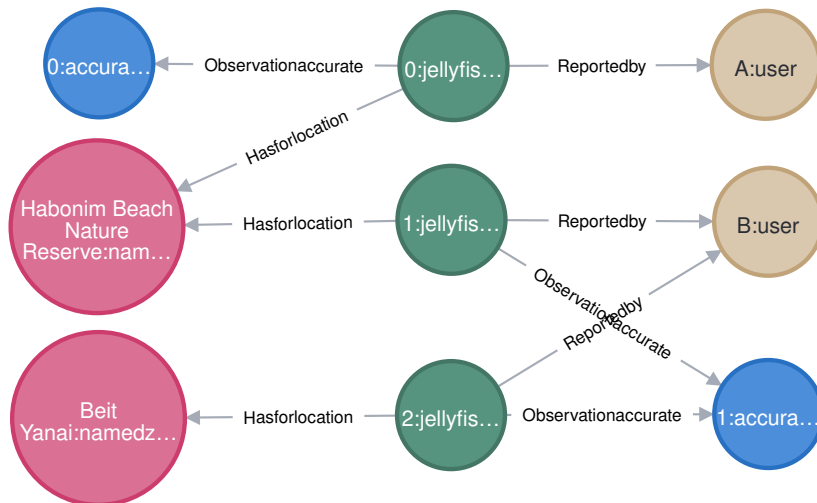 0:accura…
Observationaccurate
0:jellyfis…
Reportedby
A:user
Hasforlocation
Habonim Beach
Nature
Reserve:nam…
Hasforlocation
1:jellyfis…
Reportedby
B:user
Observationaccurate
Reportedby
Beit
Yanai:namedz…
Hasforlocation
2:jellyfis…
Observationaccurate
1:accura…